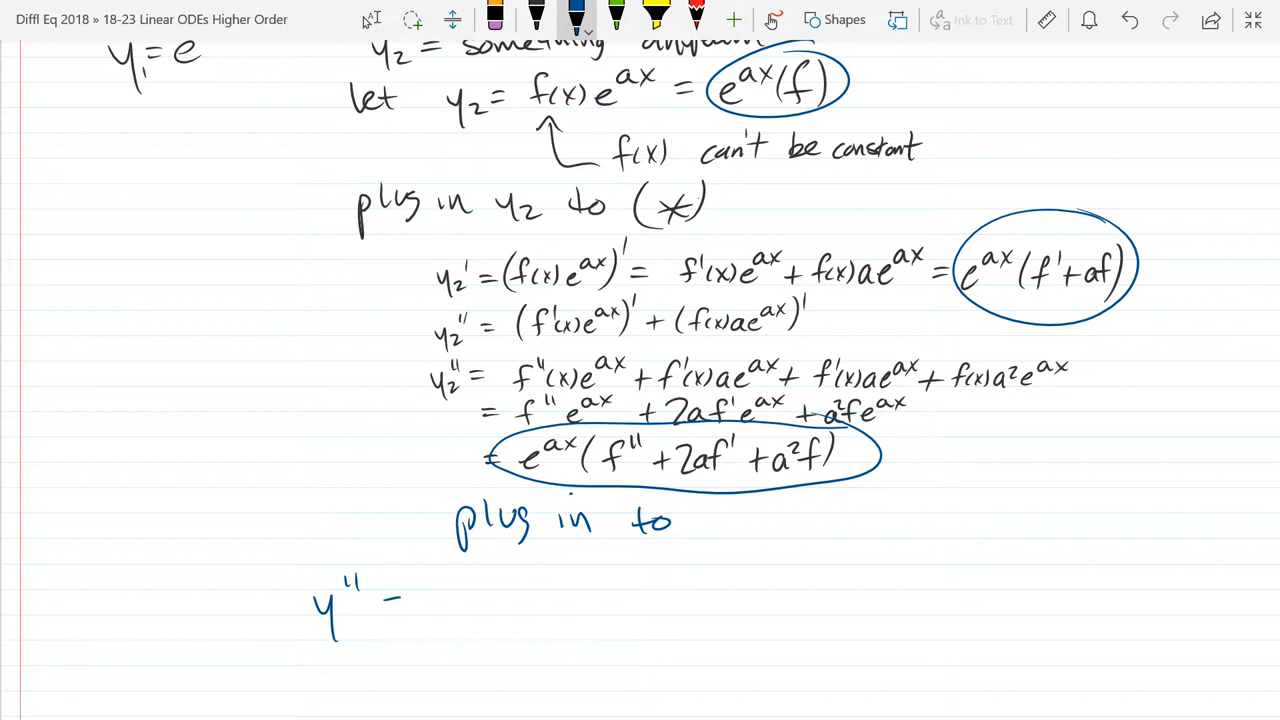 Diffl Eq 2018 » 18-23 Linear ODEs Higher Order
Shapes
Ink to Text
y₁ = e
y₂ = something
let y₂ = f(x)e^{ax} = e^{ax}(f)
f(x) can't be constant
plug in y₂ to (*)
y₂' = (f(x)e^{ax})' = f'(x)e^{ax} + f(x)ae^{ax} = e^{ax}(f' + af)
y₂'' = (f'(x)e^{ax})' + (f(x)ae^{ax})'
y₂'' = f''(x)e^{ax} + f'(x)ae^{ax} + f'(x)ae^{ax} + f(x)a²e^{ax}
= f''e^{ax} + 2af'e^{ax} + a²fe^{ax}
= e^{ax}(f'' + 2af' + a²f)
plug in to
y'' -